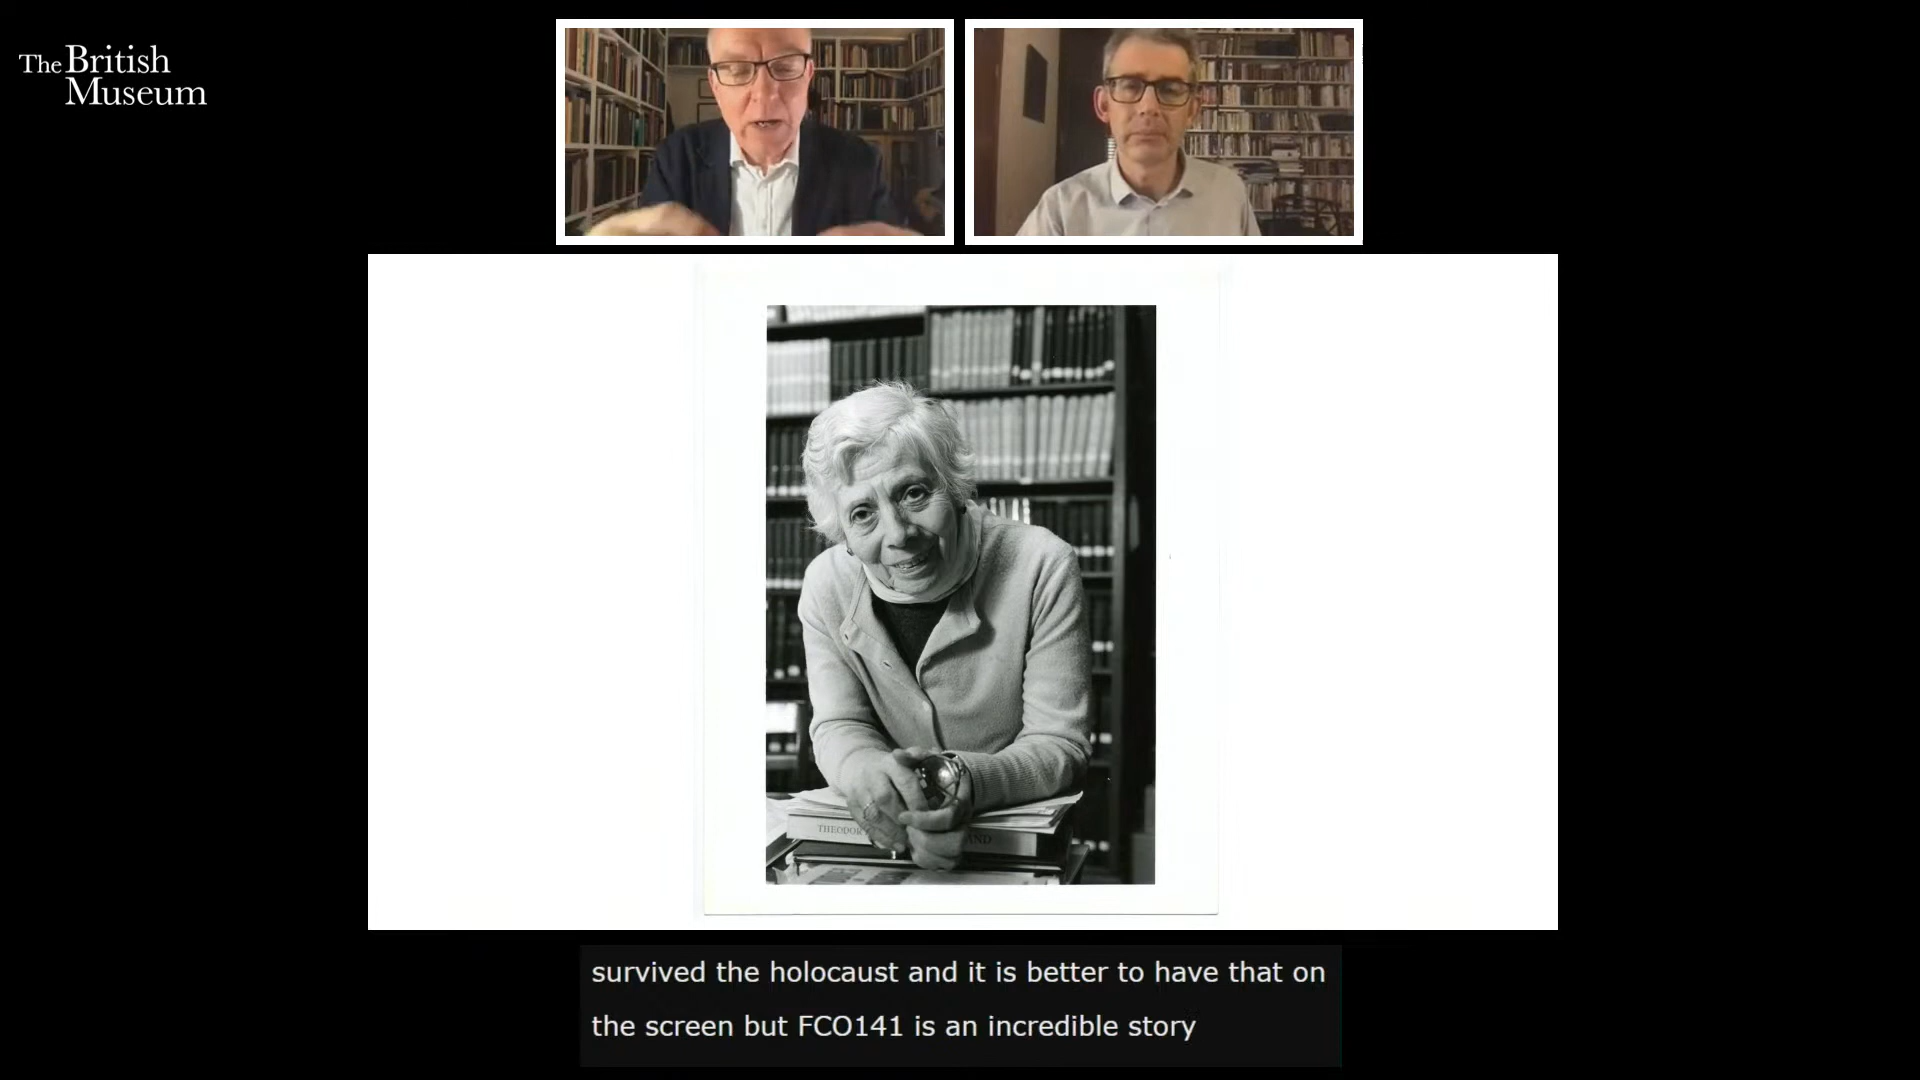 The British
Museum
THEODOR
AND
survived the holocaust and it is better to have that on
the screen but FCO141 is an incredible story